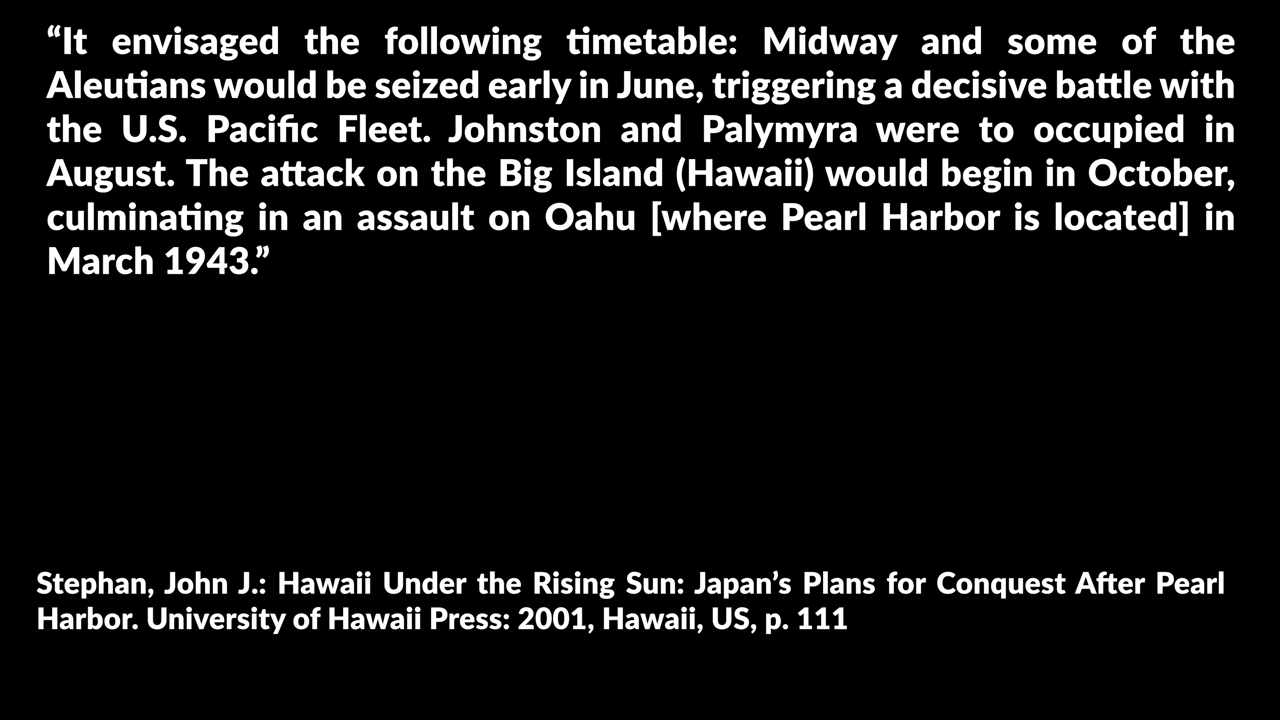 “It envisaged the following timetable: Midway and some of the
Aleutians would be seized early in June, triggering a decisive battle with
the U.S. Pacific Fleet. Johnston and Palymyra were to occupied in
August. The attack on the Big Island (Hawaii) would begin in October,
culminating in an assault on Oahu [where Pearl Harbor is located] in
March 1943.”
Stephan, John J.: Hawaii Under the Rising Sun: Japan’s Plans for Conquest After Pearl
Harbor. University of Hawaii Press: 2001, Hawaii, US, p. 111